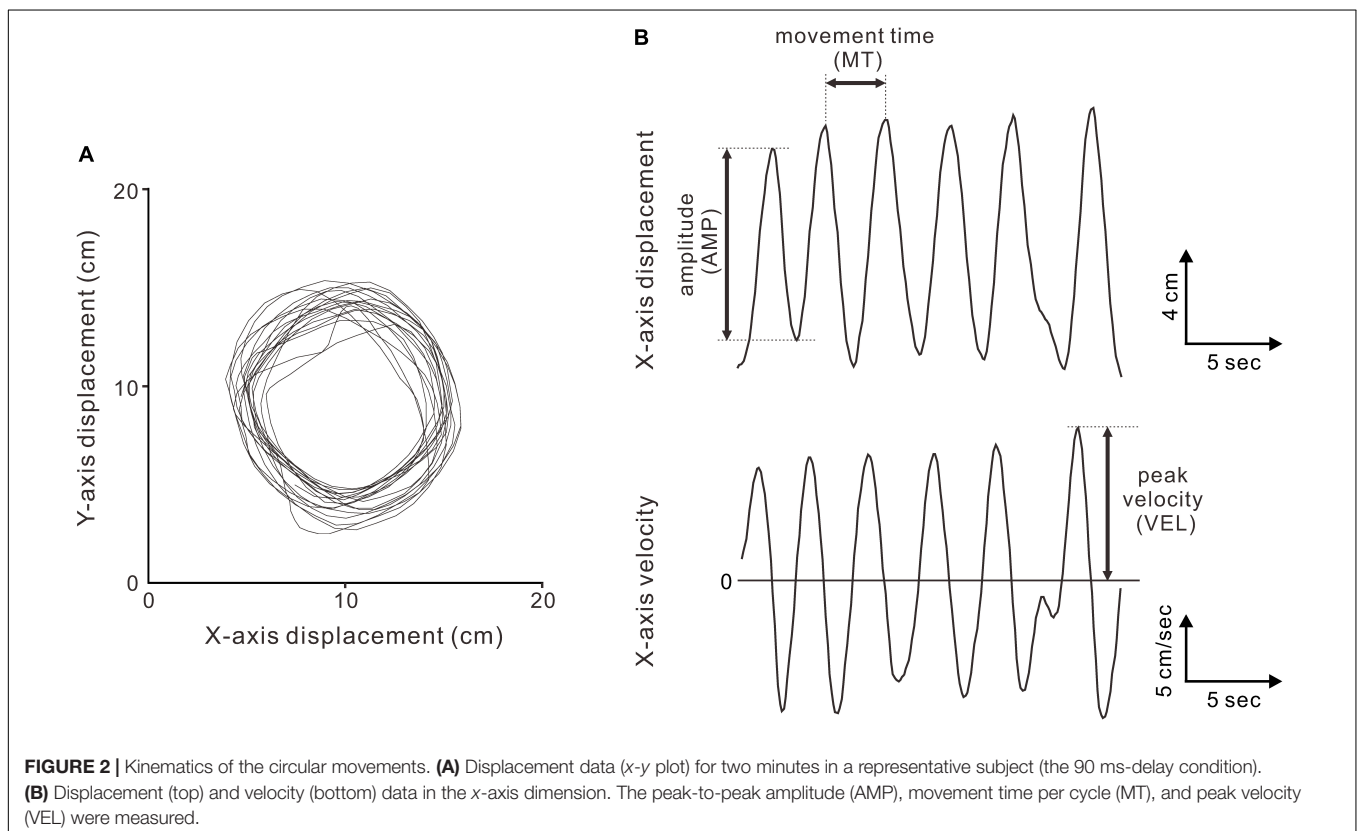 A
20
10
0
Y-axis displacement (cm)
0
10
20
X-axis displacement (cm)
B
movement time
(MT)
X-axis displacement
amplitude
(AMP)
4 cm
5 sec
X-axis velocity
0
peak
velocity
(VEL)
5 cm/sec
5 sec
FIGURE 2 | Kinematics of the circular movements. (A) Displacement data (x-y plot) for two minutes in a representative subject (the 90 ms-delay condition).
(B) Displacement (top) and velocity (bottom) data in the x-axis dimension. The peak-to-peak amplitude (AMP), movement time per cycle (MT), and peak velocity
(VEL) were measured.